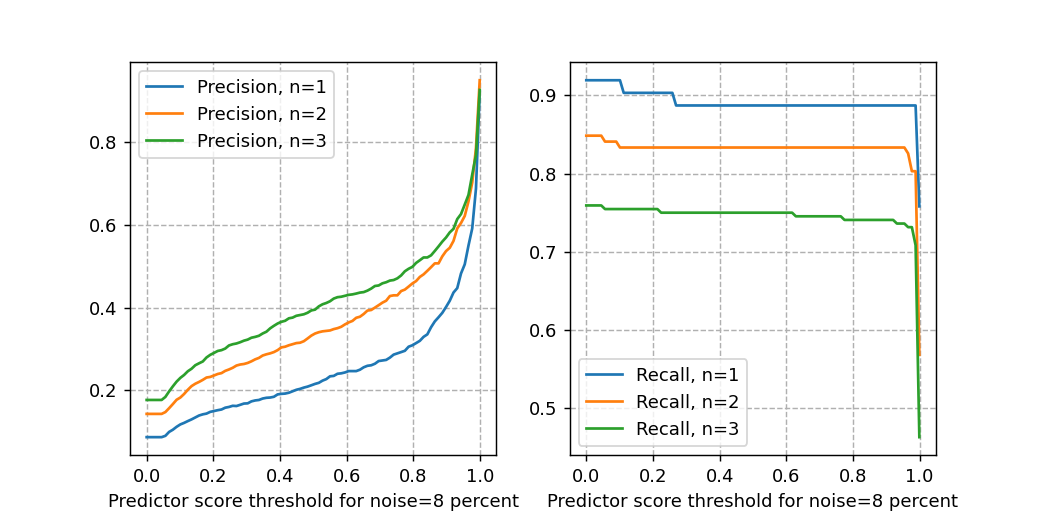 Precision, n=1
Precision, n=2
Precision, n=3
0.8
0.6
0.4
0.2
0.0 0.2 0.4 0.6 0.8 1.0
Predictor score threshold for noise=8 percent
0.9
0.8
0.7
0.6
0.5
Recall, n=1
Recall, n=2
Recall, n=3
0.0 0.2 0.4 0.6 0.8 1.0
Predictor score threshold for noise=8 percent